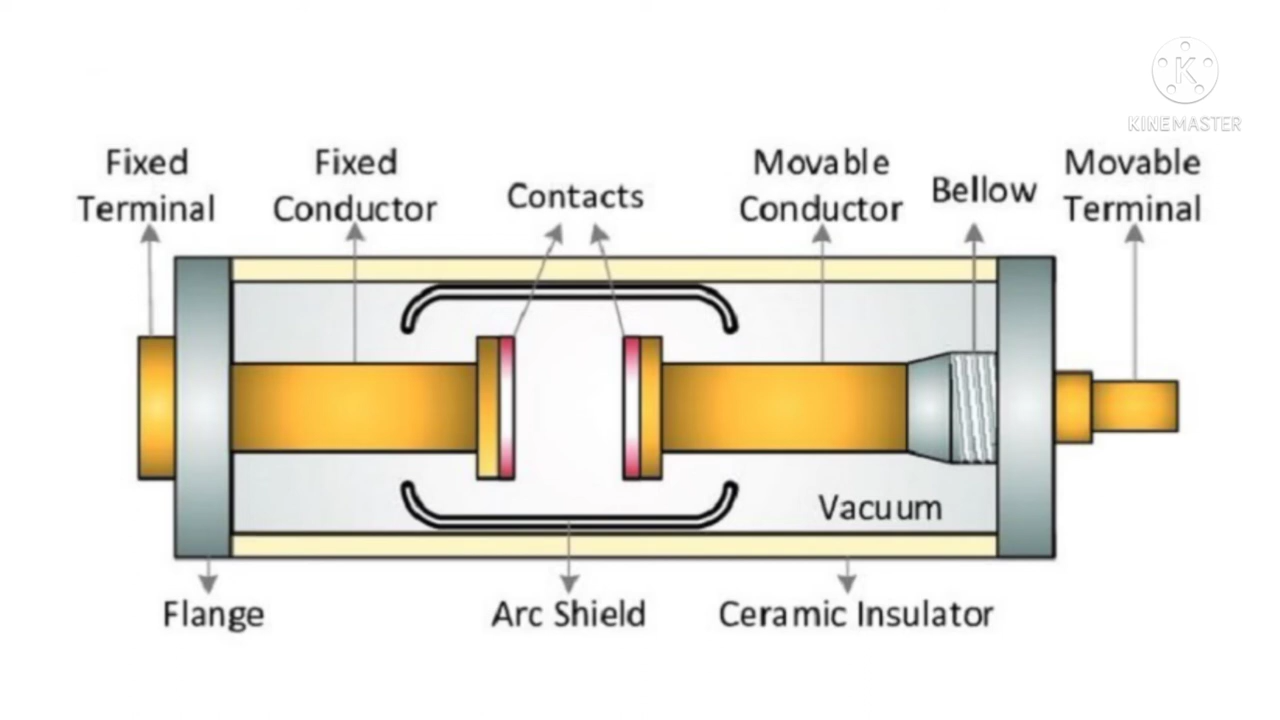 K
KINEMASTER
Fixed
Terminal
Fixed
Conductor
Contacts
Movable
Conductor
Bellow
Movable
Terminal
Vacuum
Flange
Arc Shield
Ceramic Insulator